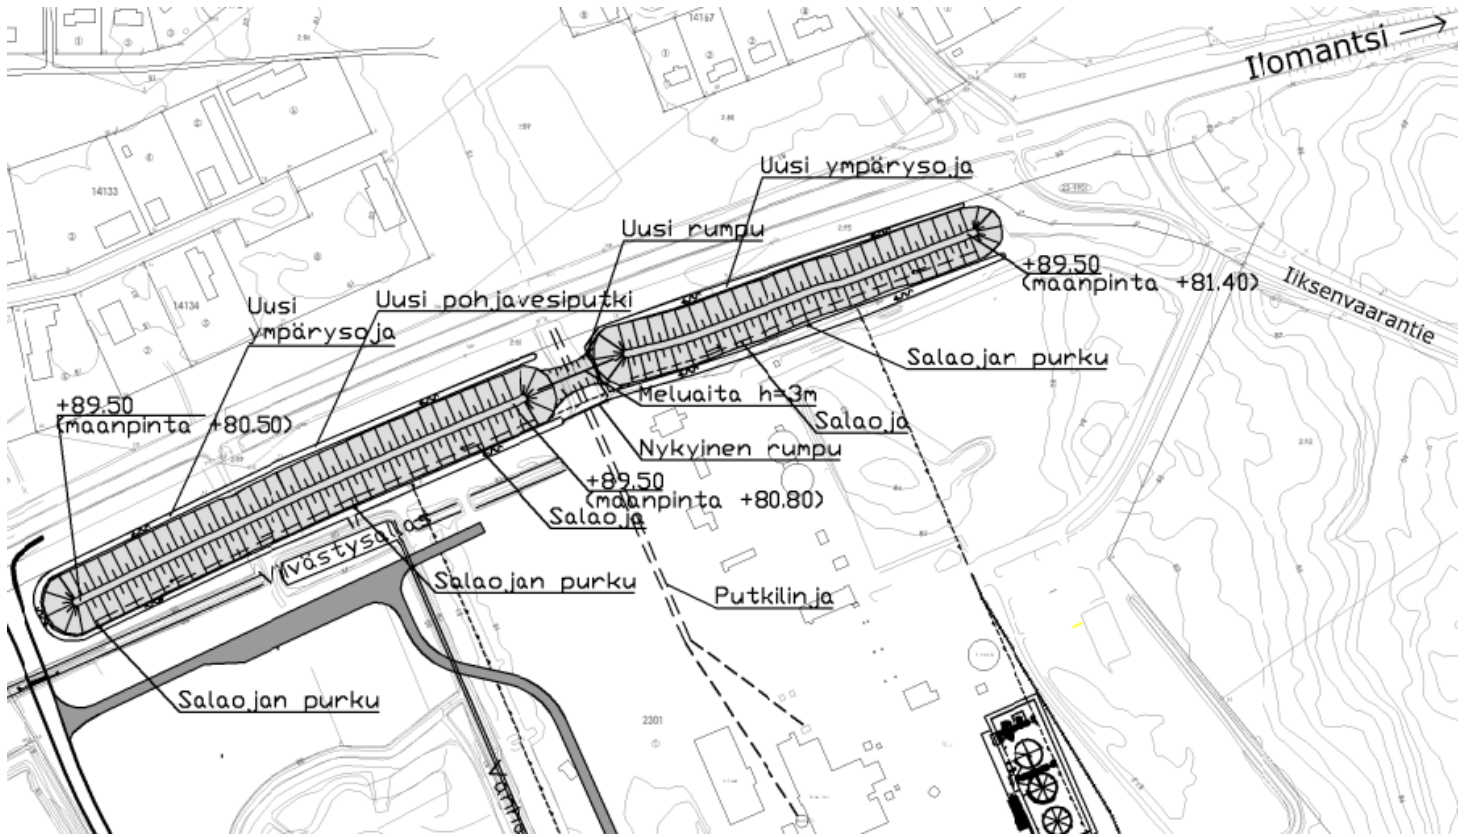 14167
Ilomantsi
Uusi ympärysoja
14133
Uusi rumpu
+89.50
(maanpinta +81.40)
Iiksenvaarantie
14134
Uusi
ympärysoja
Uusi pohjavesiputki
Salaojan purku
+89.50
(maanpinta +80.50)
Meluaita h=3m
Salaoja
Nykyinen rumpu
+89.50
(maanpinta +80.80)
Salaoja
Salaojan purku
Putkilinja
Salaojan purku
2301